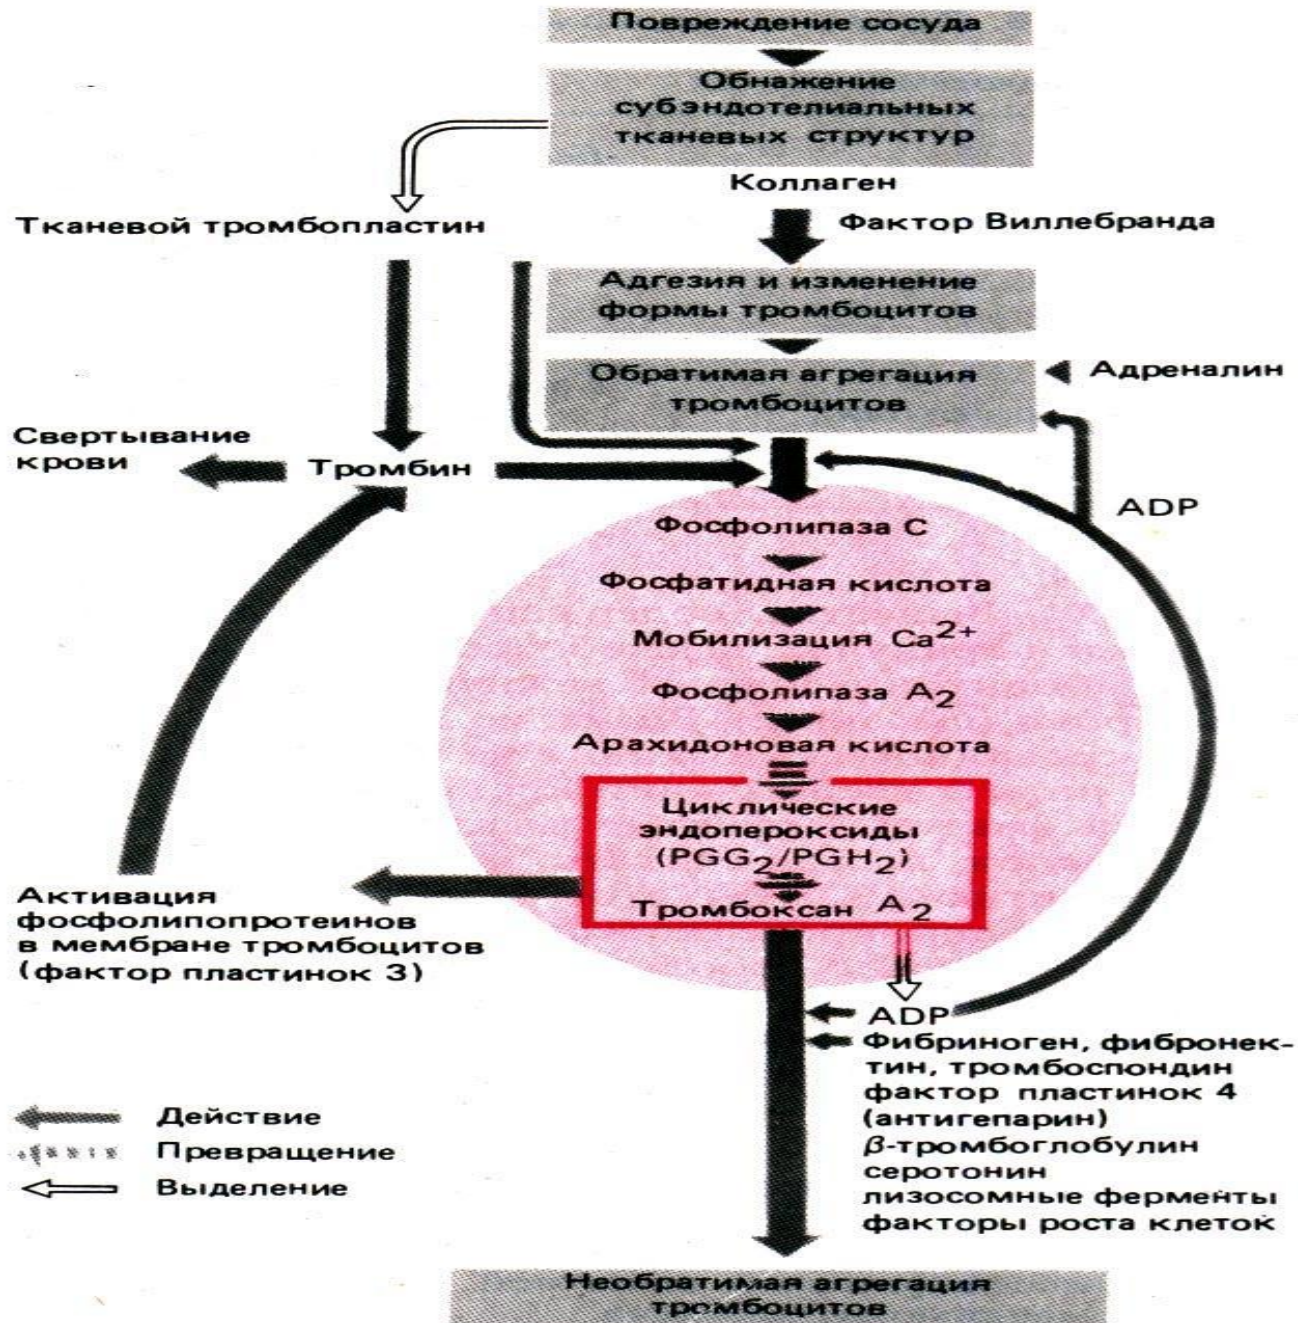 Повреждение сосуда
Обнажение
субэндотелиальных
тканевых структур
Коллаген
Тканевой тромбопластин
Фактор Виллебранда
Адгезия и изменение
формы тромбоцитов
Обратимая агрегация
тромбоцитов
Адреналин
Свертывание
крови
Тромбин
ADP
Фосфолипаза С
Фосфатидная кислота
Мобилизация Ca2+
Фосфолипаза A2
Арахидоновая кислота
Циклические
эндопероксиды
(PGG2/PGH2)
Тромбоксан A2
Активация
фосфолипопротеинов
в мембране тромбоцитов
(фактор пластинок 3)
ADP
Фибриноген, фибронек-
тин, тромбоспондин
фактор пластинок 4
(антигепарин)
β-тромбоглобулин
серотонин
лизосомные ферменты
факторы роста клеток
Действие
Превращение
Выделение
Необратимая агрегация
тромбоцитов